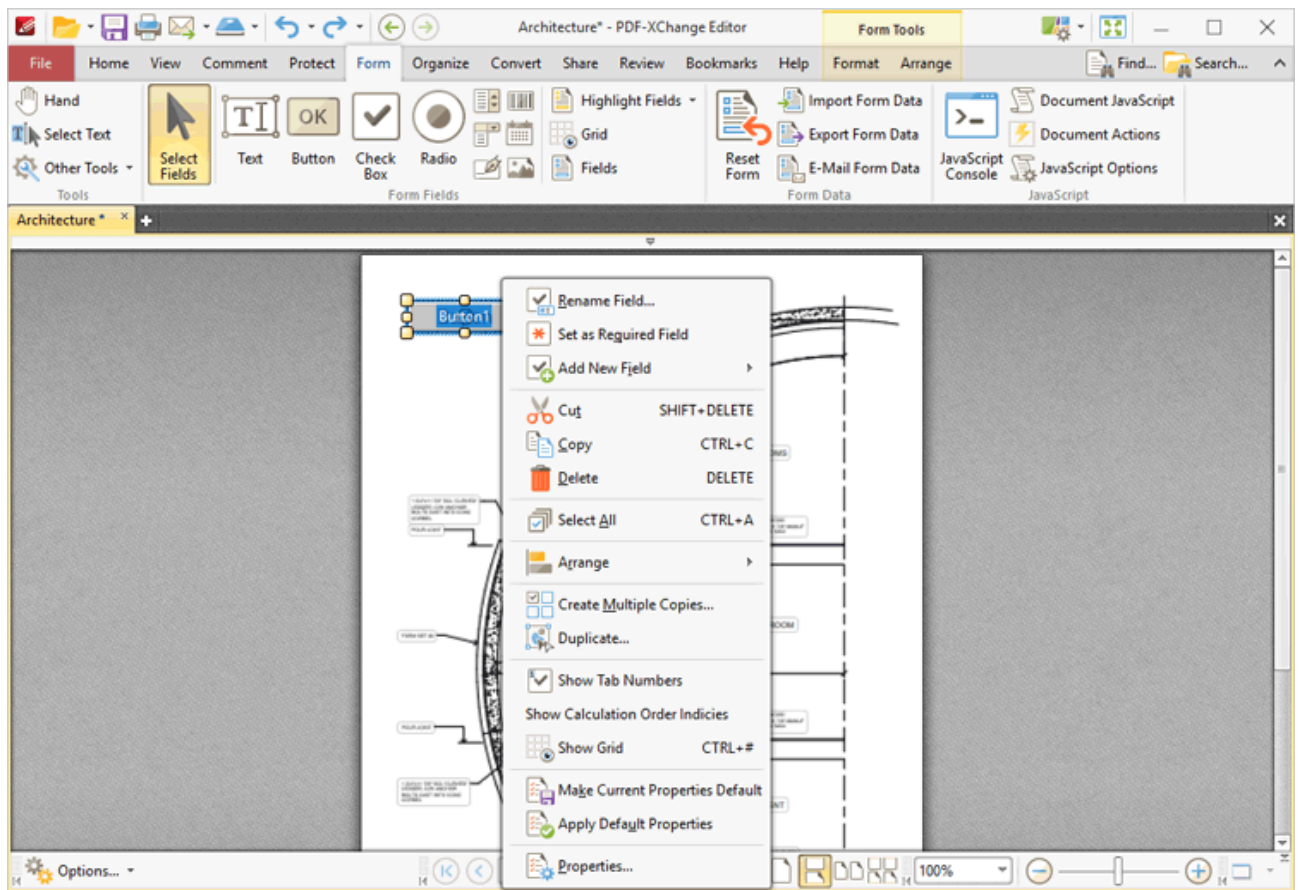 Architecture* - PDF-XChange Editor
Form Tools
File Home View Comment Protect Form Organize Convert Share Review Bookmarks Help Format Arrange Find... Search...
Hand
Select Text
Other Tools
Tools
Select Fields
Text
Button
Check Box
Radio
Highlight Fields
Grid
Fields
Form Fields
Reset Form
Import Form Data
Export Form Data
E-Mail Form Data
Form Data
JavaScript Console
Document JavaScript
Document Actions
JavaScript Options
JavaScript
Architecture *
Button1
Rename Field...
Set as Required Field
Add New Field
Cut SHIFT+DELETE
Copy CTRL+C
Delete DELETE
Select All CTRL+A
Arrange
Create Multiple Copies...
Duplicate...
Show Tab Numbers
Show Calculation Order Indicies
Show Grid CTRL+#
Make Current Properties Default
Apply Default Properties
Properties...
Options...
100%